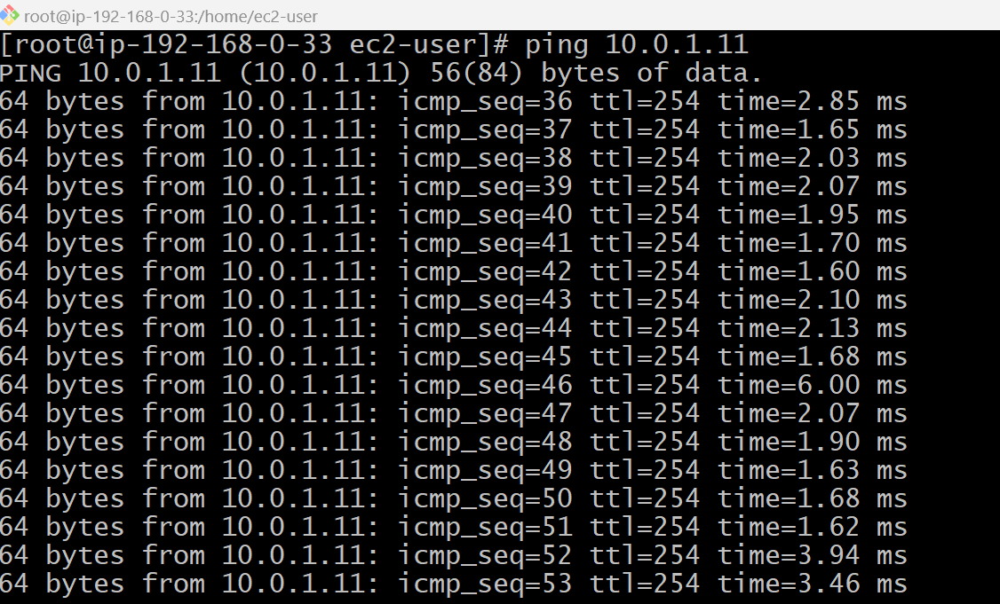 root@ip-192-168-0-33:/home/ec2-user
[root@ip-192-168-0-33 ec2-user]# ping 10.0.1.11
PING 10.0.1.11 (10.0.1.11) 56(84) bytes of data.
64 bytes from 10.0.1.11: icmp_seq=36 ttl=254 time=2.85 ms
64 bytes from 10.0.1.11: icmp_seq=37 ttl=254 time=1.65 ms
64 bytes from 10.0.1.11: icmp_seq=38 ttl=254 time=2.03 ms
64 bytes from 10.0.1.11: icmp_seq=39 ttl=254 time=2.07 ms
64 bytes from 10.0.1.11: icmp_seq=40 ttl=254 time=1.95 ms
64 bytes from 10.0.1.11: icmp_seq=41 ttl=254 time=1.70 ms
64 bytes from 10.0.1.11: icmp_seq=42 ttl=254 time=1.60 ms
64 bytes from 10.0.1.11: icmp_seq=43 ttl=254 time=2.10 ms
64 bytes from 10.0.1.11: icmp_seq=44 ttl=254 time=2.13 ms
64 bytes from 10.0.1.11: icmp_seq=45 ttl=254 time=1.68 ms
64 bytes from 10.0.1.11: icmp_seq=46 ttl=254 time=6.00 ms
64 bytes from 10.0.1.11: icmp_seq=47 ttl=254 time=2.07 ms
64 bytes from 10.0.1.11: icmp_seq=48 ttl=254 time=1.90 ms
64 bytes from 10.0.1.11: icmp_seq=49 ttl=254 time=1.63 ms
64 bytes from 10.0.1.11: icmp_seq=50 ttl=254 time=1.68 ms
64 bytes from 10.0.1.11: icmp_seq=51 ttl=254 time=1.62 ms
64 bytes from 10.0.1.11: icmp_seq=52 ttl=254 time=3.94 ms
64 bytes from 10.0.1.11: icmp_seq=53 ttl=254 time=3.46 ms